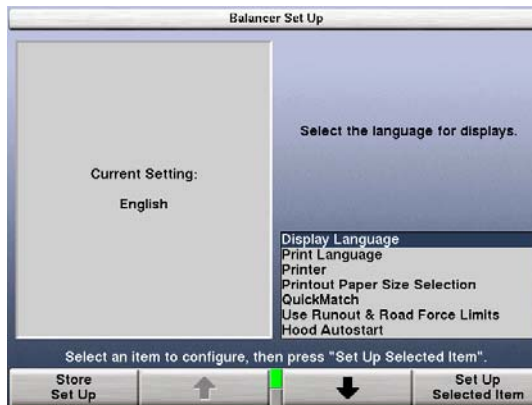 Balancer Set Up
Current Setting:
English
Select the language for displays.
Display Language
Print Language
Printer
Printout Paper Size Selection
QuickMatch
Use Runout & Road Force Limits
Hood Autostart
Select an item to configure, then press "Set Up Selected Item".
Store
Set Up
Set Up
Selected Item